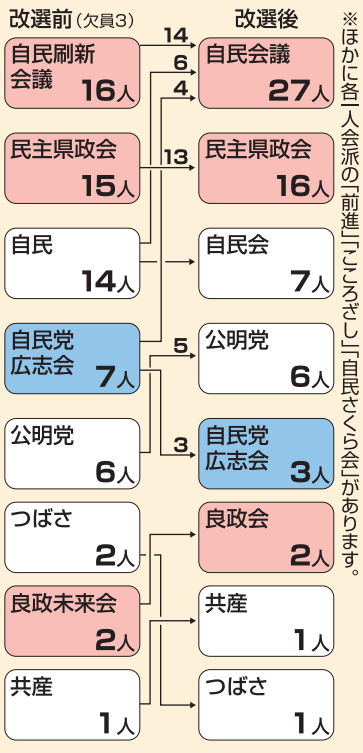 改選前(欠員3)
改選後
自民刷新
会議
16人
14
6
4
自民会議
27人
民主県政会
15人
13
民主県政会
16人
自民
14人
自民会
7人
自民党
広志会
7人
5
公明党
6人
公明党
6人
3
自民党
広志会
3人
つばさ
2人
良政会
2人
良政未来会
2人
共産
1人
共産
1人
つばさ
1人
※ほかに各一人会派の「前進」「こころざし」「自民さくら会」があります。